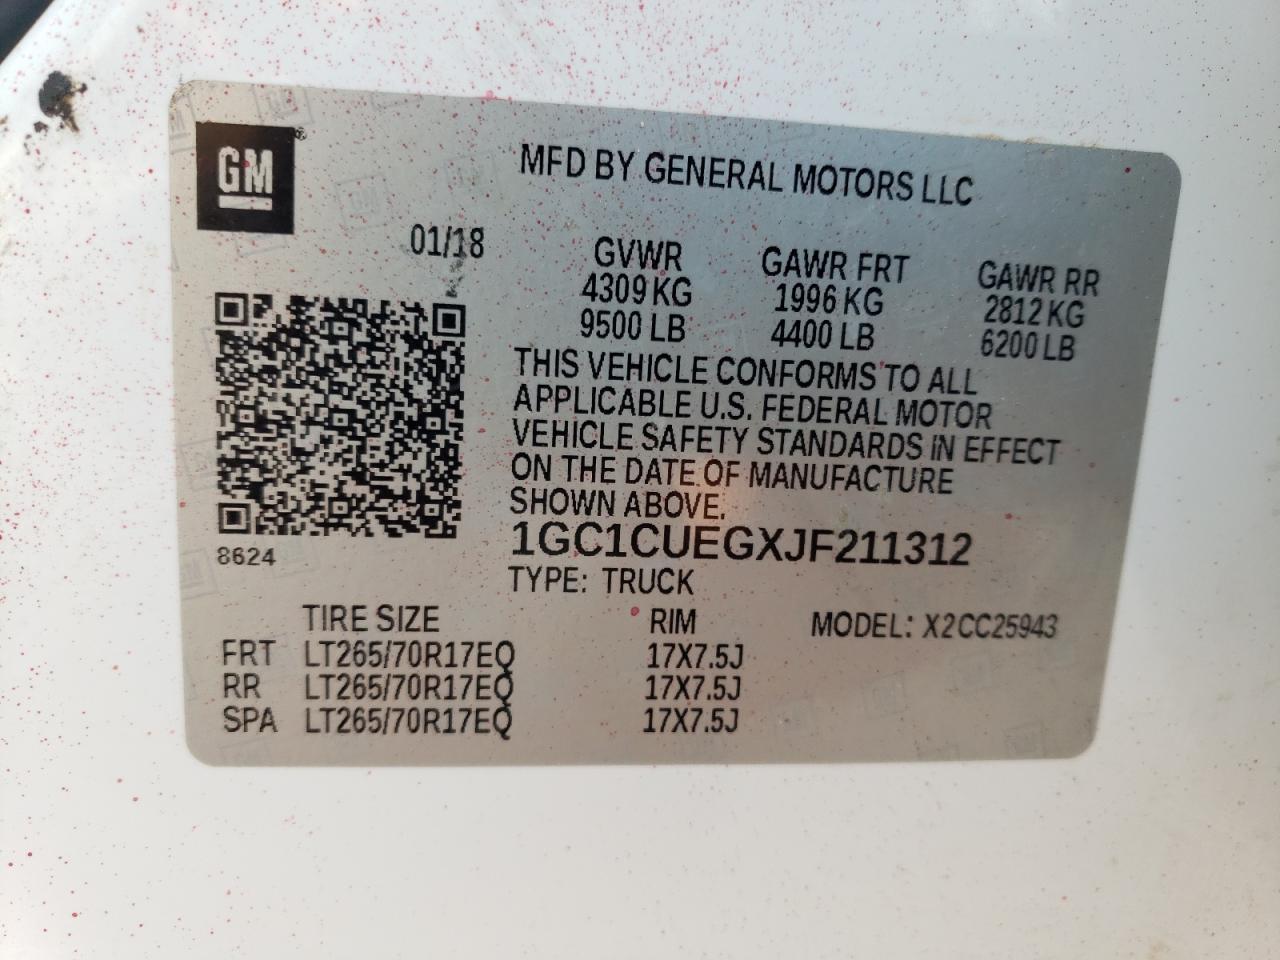 GM
MFD BY GENERAL MOTORS LLC
01/18
GVWR GAWR FRT GAWR RR
4309 KG 1996 KG 2812 KG
9500 LB 4400 LB 6200 LB
THIS VEHICLE CONFORMS TO ALL
APPLICABLE U.S. FEDERAL MOTOR
VEHICLE SAFETY STANDARDS IN EFFECT
ON THE DATE OF MANUFACTURE
SHOWN ABOVE.
1GC1CUEGXJF211312
8624
TYPE: TRUCK
TIRE SIZE RIM MODEL: X2CC25943
FRT LT265/70R17EQ 17X7.5J
RR LT265/70R17EQ 17X7.5J
SPA LT265/70R17EQ 17X7.5J